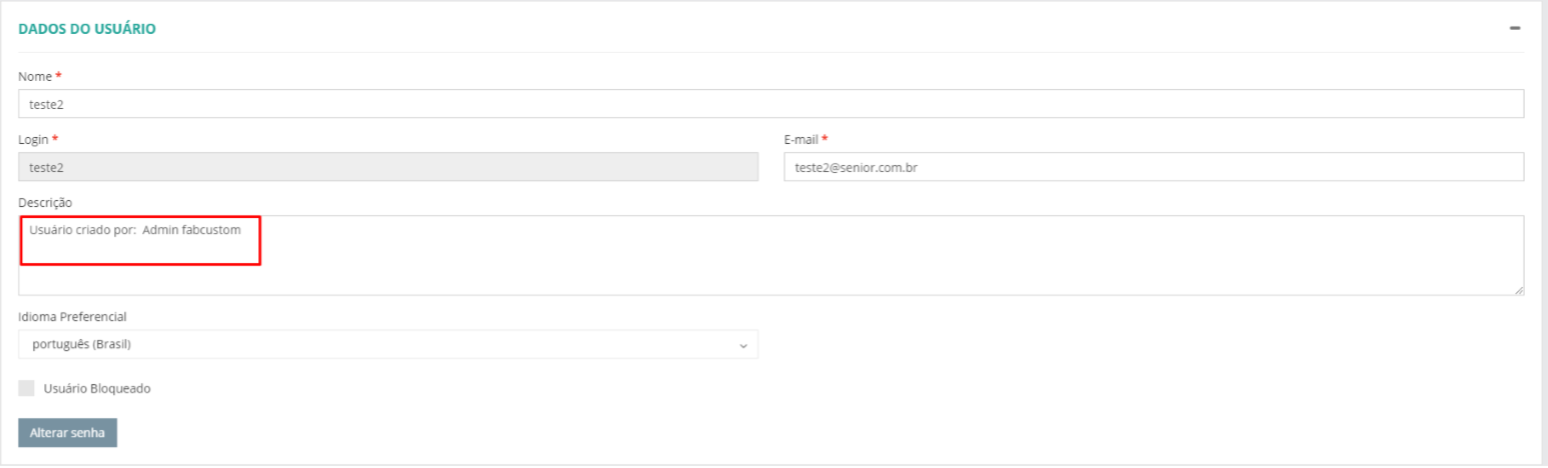 DADOS DO USUÁRIO
Nome *
teste2
Login *
E-mail *
teste2
teste2@senior.com.br
Descrição
Usuário criado por:  Admin fabcustom
Idioma Preferencial
português (Brasil)
Usuário Bloqueado
Alterar senha